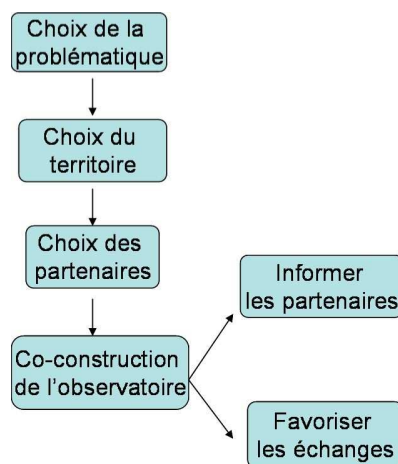 Choix de la
problématique
Choix du
territoire
Choix des
partenaires
Informer
les partenaires
Co-construction
de l'observatoire
Favoriser
les échanges